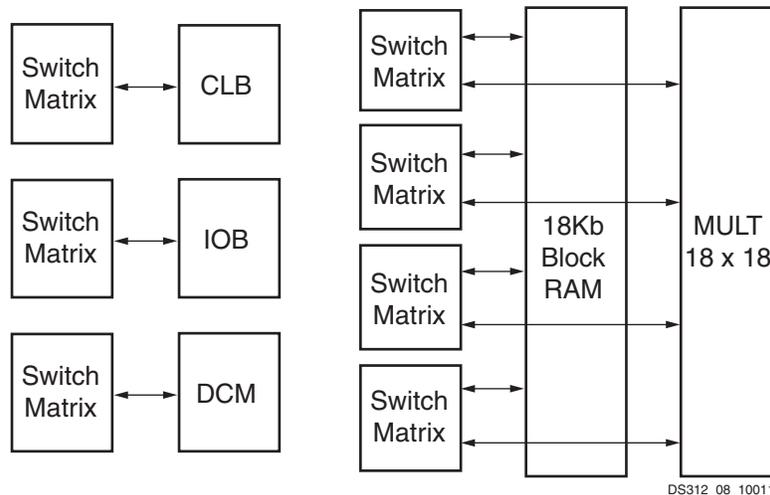 Switch
Matrix
CLB
Switch
Matrix
IOB
Switch
Matrix
DCM
Switch
Matrix
Switch
Matrix
Switch
Matrix
Switch
Matrix
18Kb
Block
RAM
MULT
18 x 18
DS312_08_10011